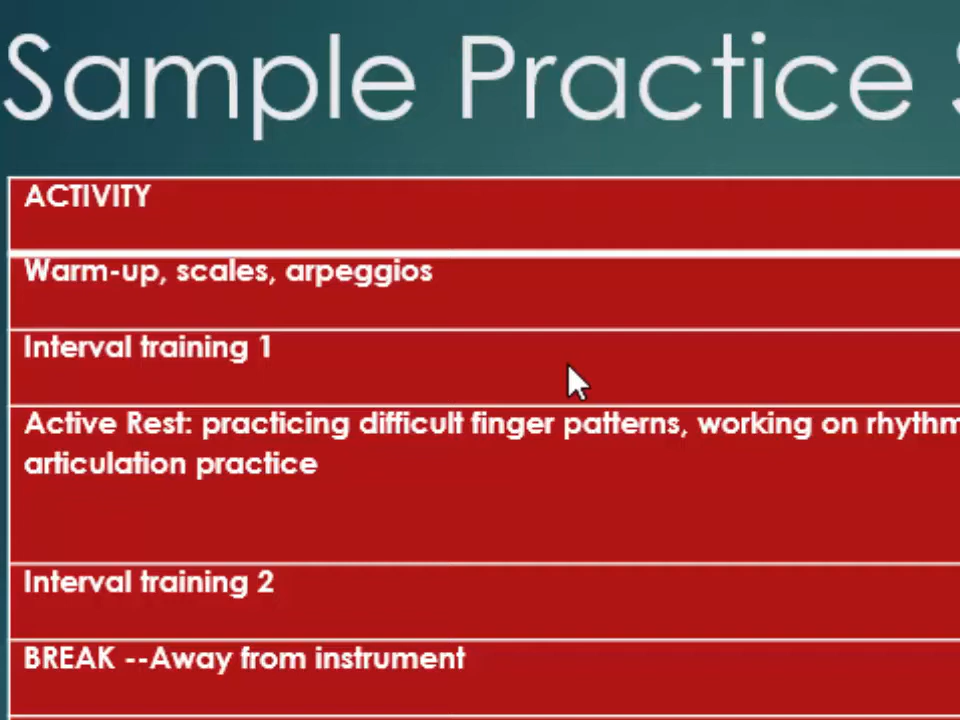 Sample Practice
ACTIVITY
Warm-up, scales, arpeggios
Interval training 1
Active Rest: practicing difficult finger patterns, working on rhythm
articulation practice
Interval training 2
BREAK --Away from instrument